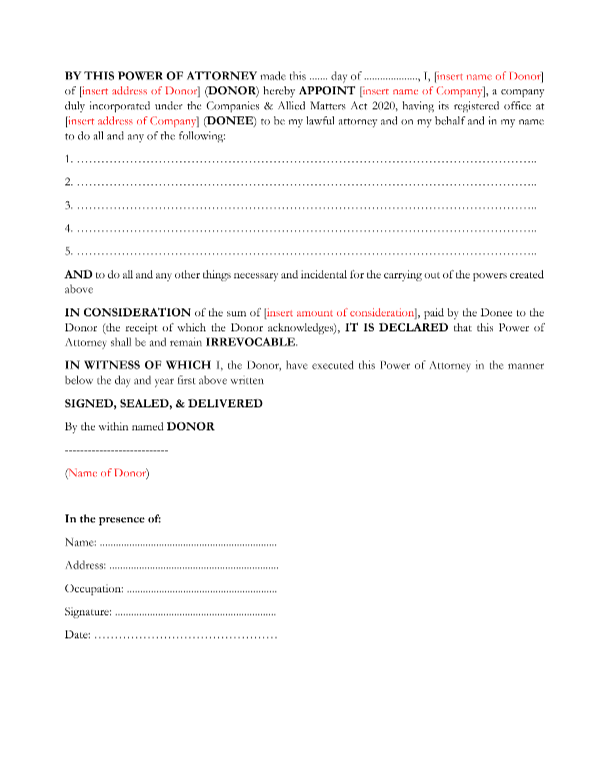 BY THIS POWER OF ATTORNEY made this ....... day of ....................., I, [insert name of Donor]
of [insert address of Donor] (DONOR) hereby APPOINT [insert name of Company], a company
duly incorporated under the Companies & Allied Matters Act 2020, having its registered office at
[insert address of Company] (DONEE) to be my lawful attorney and on my behalf and in my name
to do all and any of the following:
1. ………………………………………………………………………………………………..
2. ………………………………………………………………………………………………..
3. ………………………………………………………………………………………………..
4. ………………………………………………………………………………………………..
5. ………………………………………………………………………………………………..
AND to do all and any other things necessary and incidental for the carrying out of the powers created
above
IN CONSIDERATION of the sum of [insert amount of consideration], paid by the Donee to the
Donor (the receipt of which the Donor acknowledges), IT IS DECLARED that this Power of
Attorney shall be and remain IRREVOCABLE.
IN WITNESS OF WHICH I, the Donor, have executed this Power of Attorney in the manner
below the day and year first above written
SIGNED, SEALED, & DELIVERED
By the within named DONOR
---------------------------
(Name of Donor)
In the presence of:
Name: .......................................................
Address: .....................................................
Occupation: ...............................................
Signature: ..................................................
Date: ………………………………………